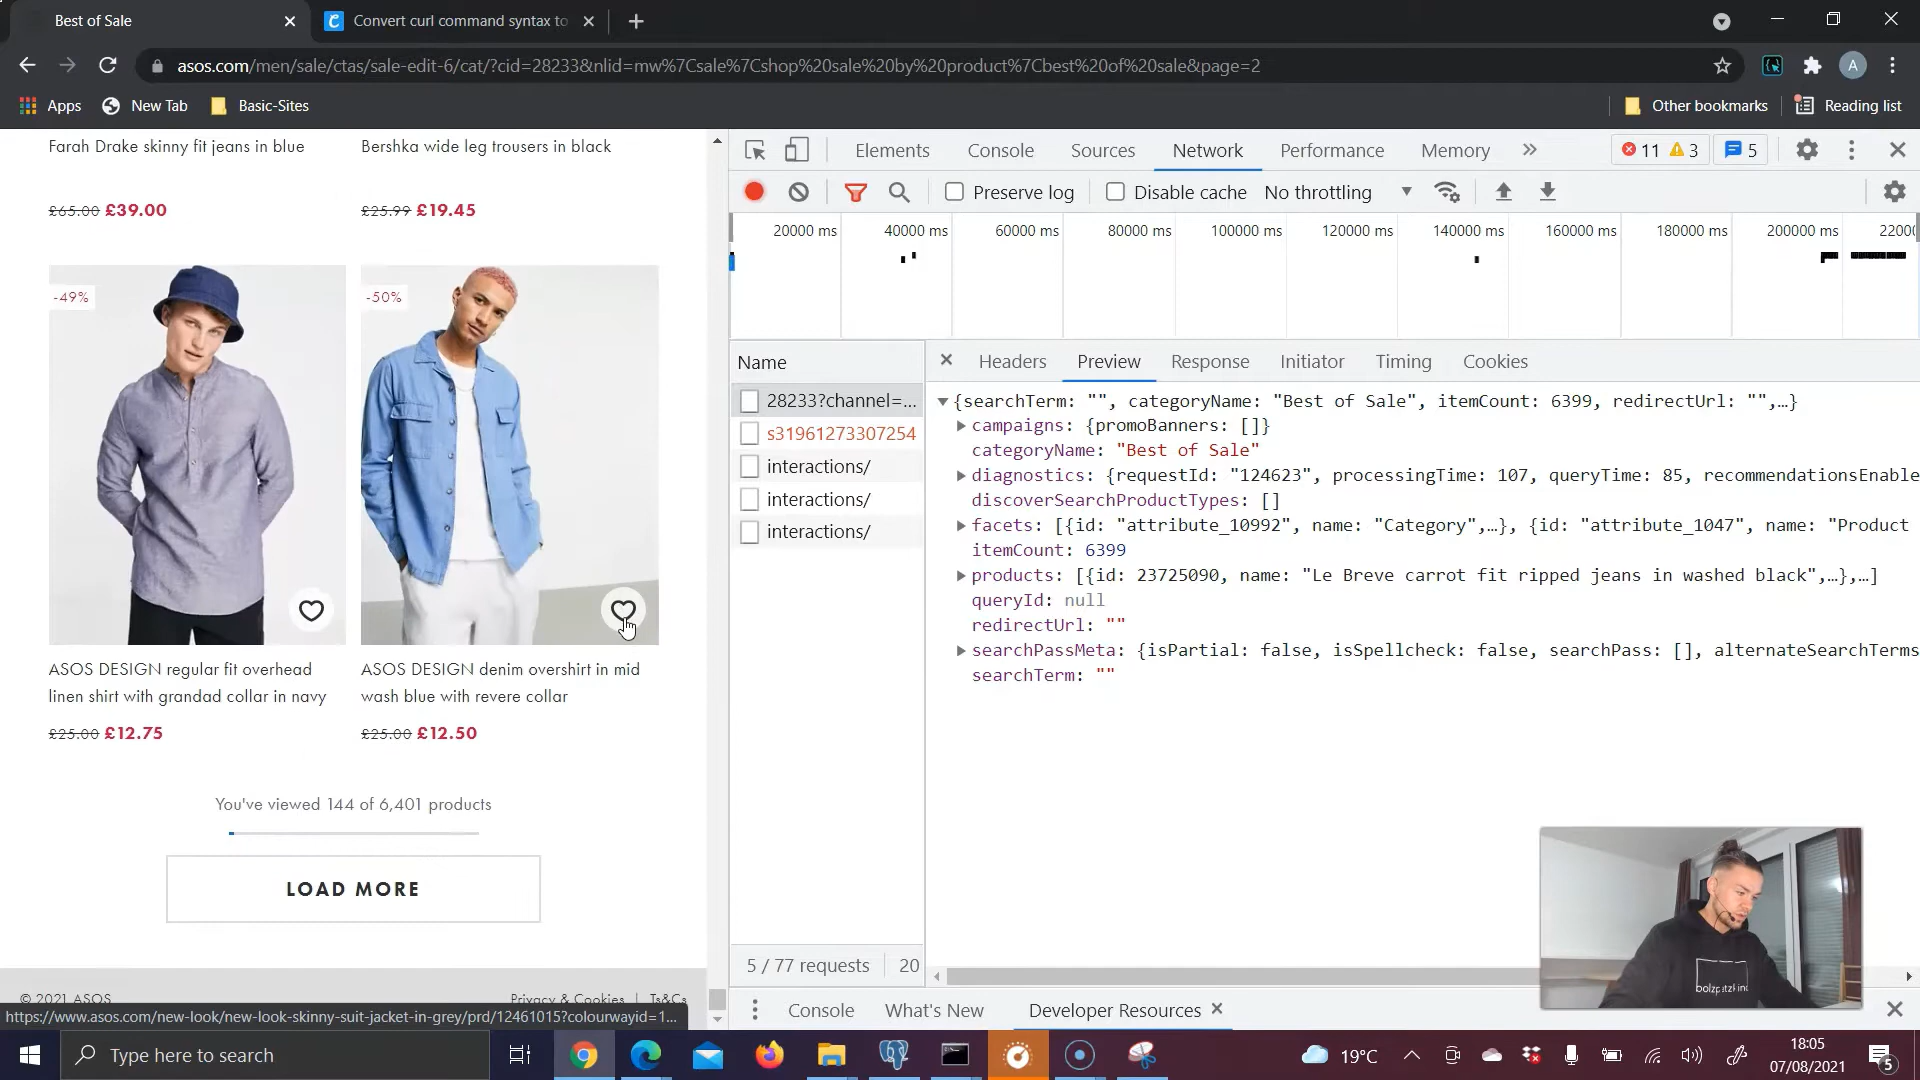 Best of Sale
Convert curl command syntax to
asos.com/men/sale/ctas/sale-edit-6/cat/?cid=28233&nlid=mw%7Csale%7Cshop%20sale%20by%20product%7Cbest%20of%20sale&page=2
A
Apps
New Tab
Basic-Sites
Other bookmarks
Reading list
Farah Drake skinny fit jeans in blue
£65.00 £39.00
Bershka wide leg trousers in black
£25.99 £19.45
-49%
-50%
ASOS DESIGN regular fit overhead
linen shirt with grandad collar in navy
£25.00 £12.75
ASOS DESIGN denim overshirt in mid
wash blue with revere collar
£25.00 £12.50
You've viewed 144 of 6,401 products
LOAD MORE
© 2021 ASOS
Privacy & Cookies | Ts&Cs
https://www.asos.com/new-look/new-look-skinny-suit-jacket-in-grey/prd/12461015?colourwayid=1...
Elements
Console
Sources
Network
Performance
Memory
11
3
5
Preserve log
Disable cache
No throttling
20000 ms
40000 ms
60000 ms
80000 ms
100000 ms
120000 ms
140000 ms
160000 ms
180000 ms
200000 ms
Name
28233?channel=...
s31961273307254
interactions/
interactions/
interactions/
5 / 77 requests
20
Headers
Preview
Response
Initiator
Timing
Cookies
{searchTerm: "", categoryName: "Best of Sale", itemCount: 6399, redirectUrl: "",…}
campaigns: {promoBanners: []}
categoryName: "Best of Sale"
diagnostics: {requestId: "124623", processingTime: 107, queryTime: 85, recommendationsEnable
discoverSearchProductTypes: []
facets: [{id: "attribute_10992", name: "Category",…}, {id: "attribute_1047", name: "Product
itemCount: 6399
products: [{id: 23725090, name: "Le Breve carrot fit ripped jeans in washed black",…},…]
queryId: null
redirectUrl: ""
searchPassMeta: {isPartial: false, isSpellcheck: false, searchPass: [], alternateSearchTerms
searchTerm: ""
Console
What's New
Developer Resources
Type here to search
19°C
18:05
07/08/2021
5